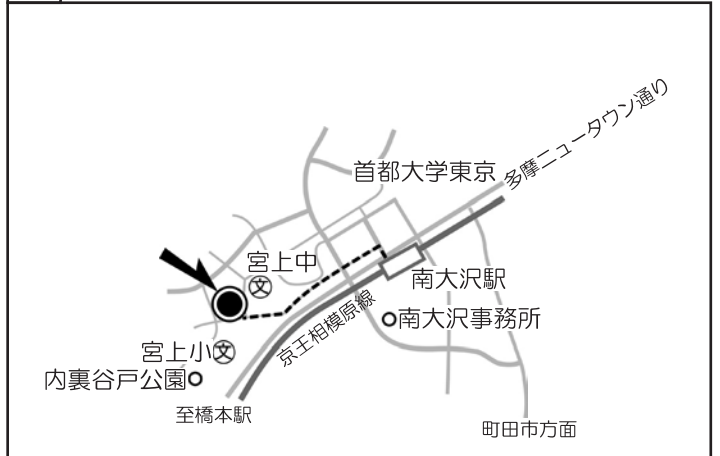 多摩ニュータウン通り
首都大学東京
宮上中
文
南大沢駅
京王相模原線
南大沢事務所
宮上小文
内裏谷戸公園
至橋本駅
町田市方面